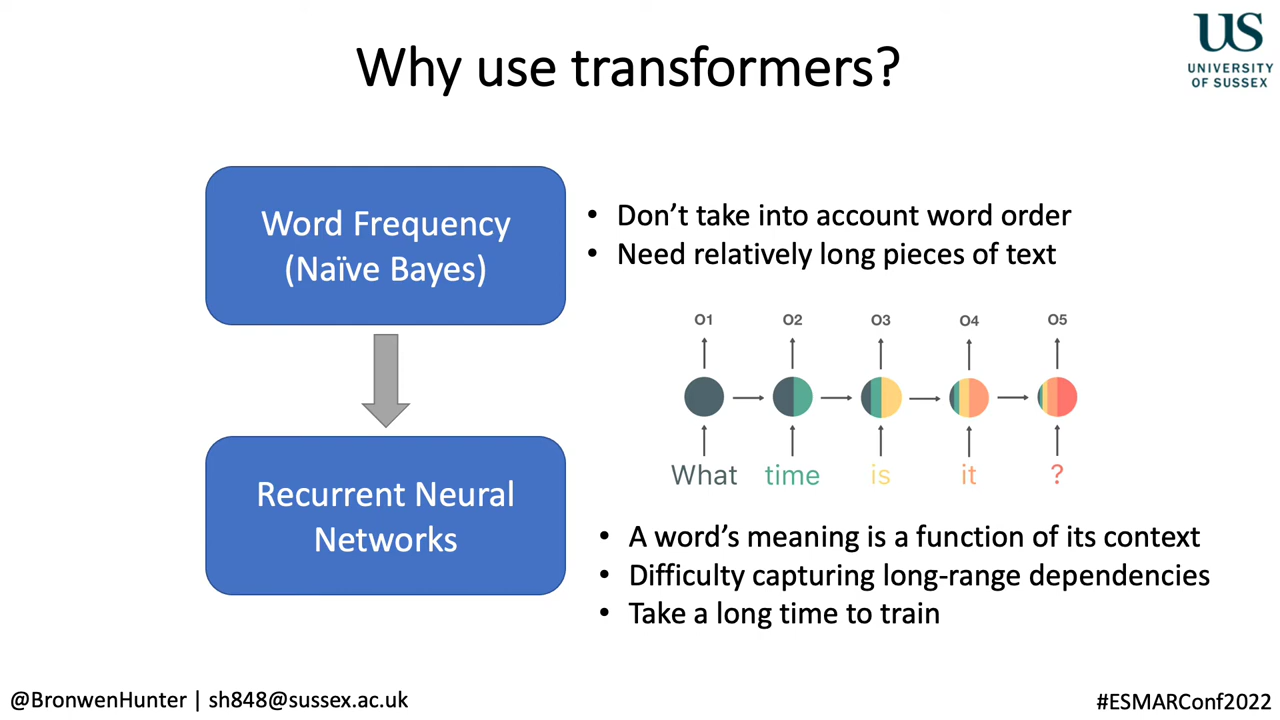 Why use transformers?
US
UNIVERSITY
OF SUSSEX
Word Frequency
(Naïve Bayes)
• Don’t take into account word order
• Need relatively long pieces of text
O1 O2 O3 O4 O5
What time is it ?
Recurrent Neural
Networks
• A word’s meaning is a function of its context
• Difficulty capturing long-range dependencies
• Take a long time to train
@BronwenHunter | sh848@sussex.ac.uk
#ESMARConf2022